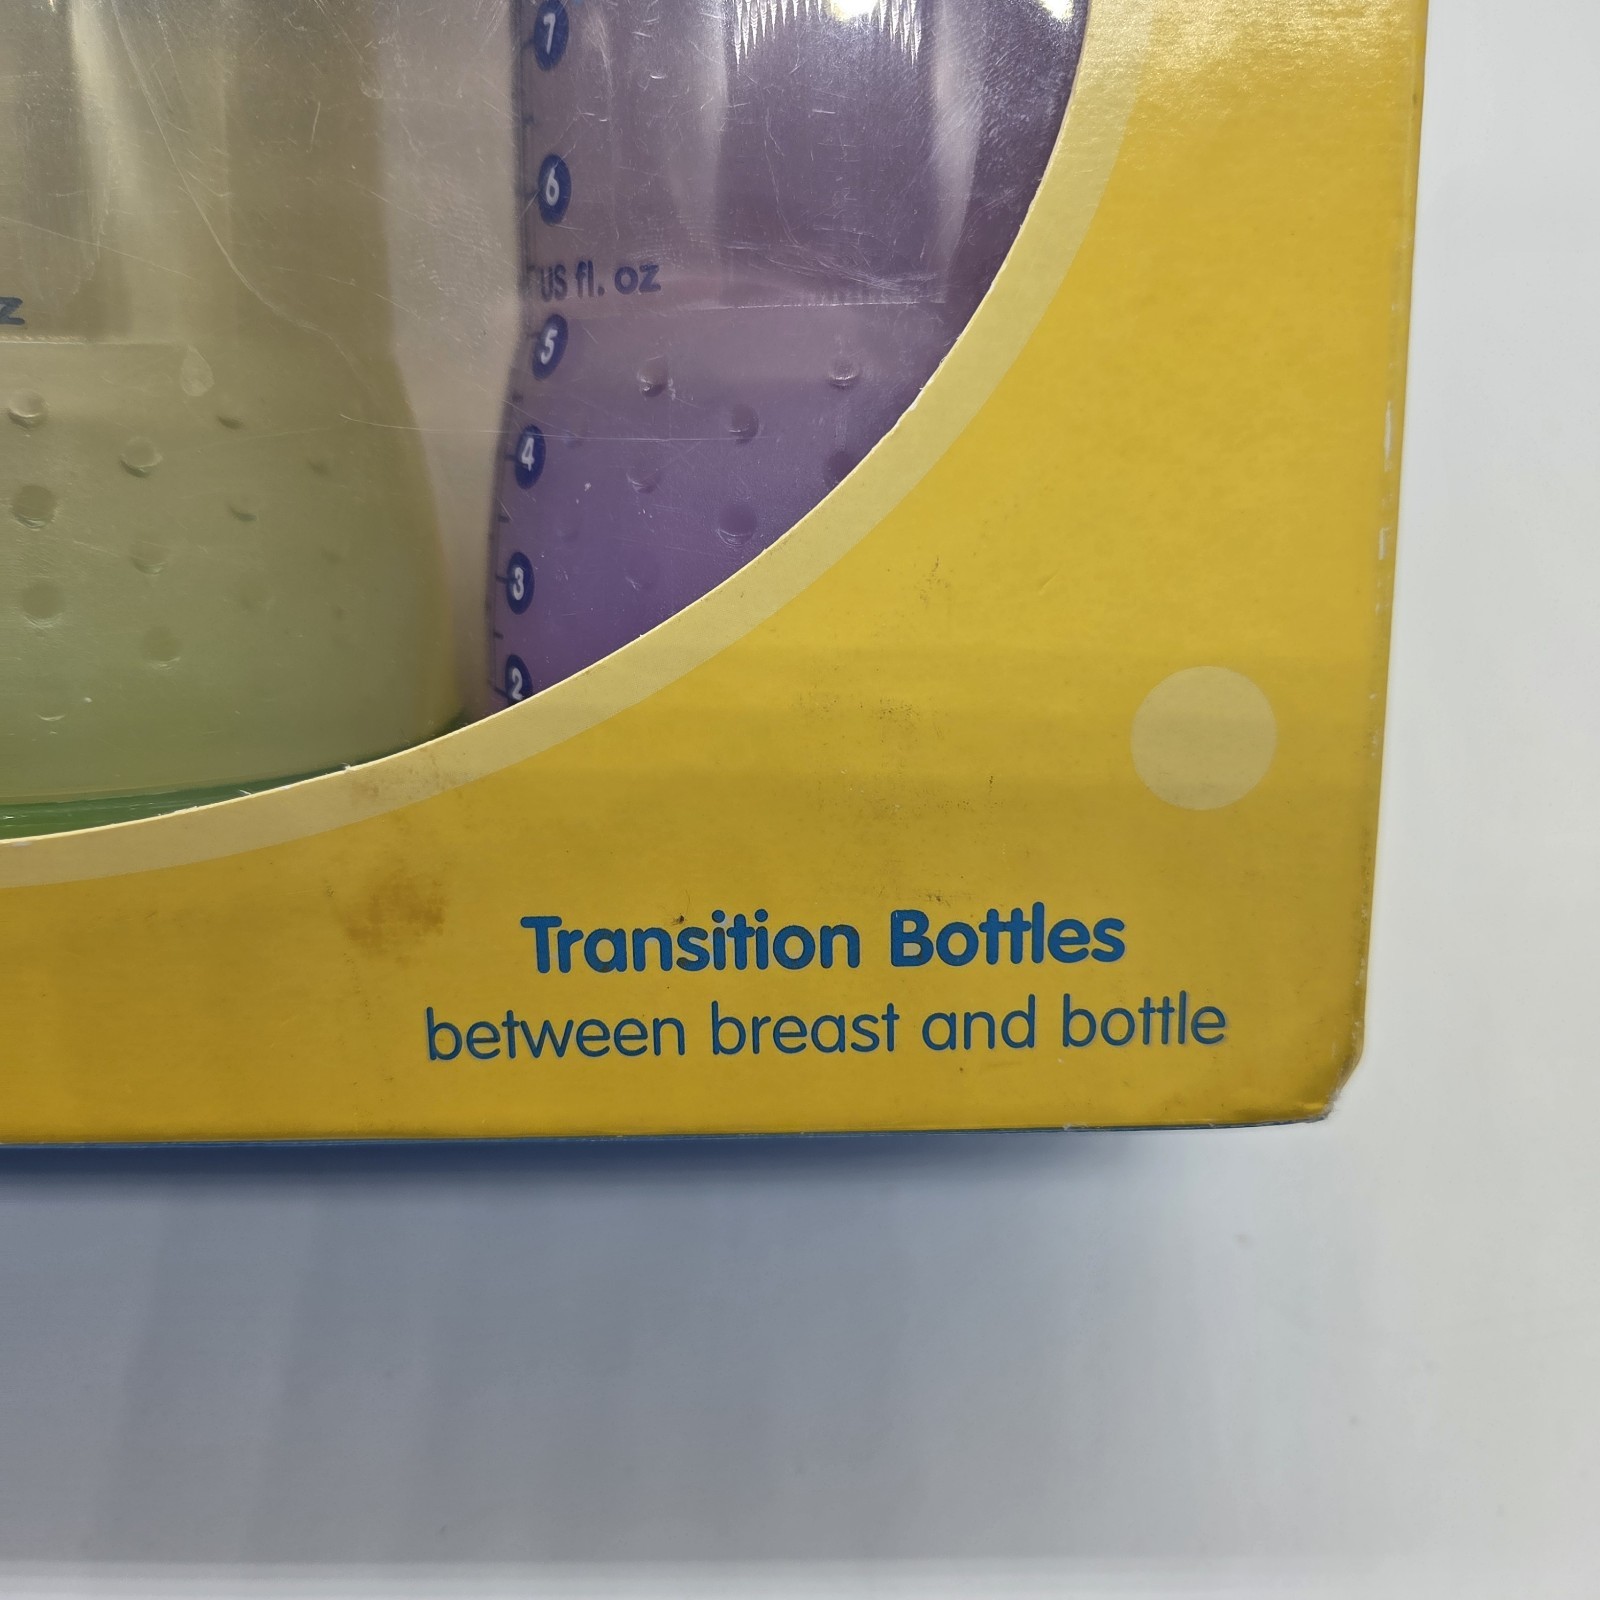 7
6
US fl. oz
z
5
4
3
2
Transition Bottles
between breast and bottle